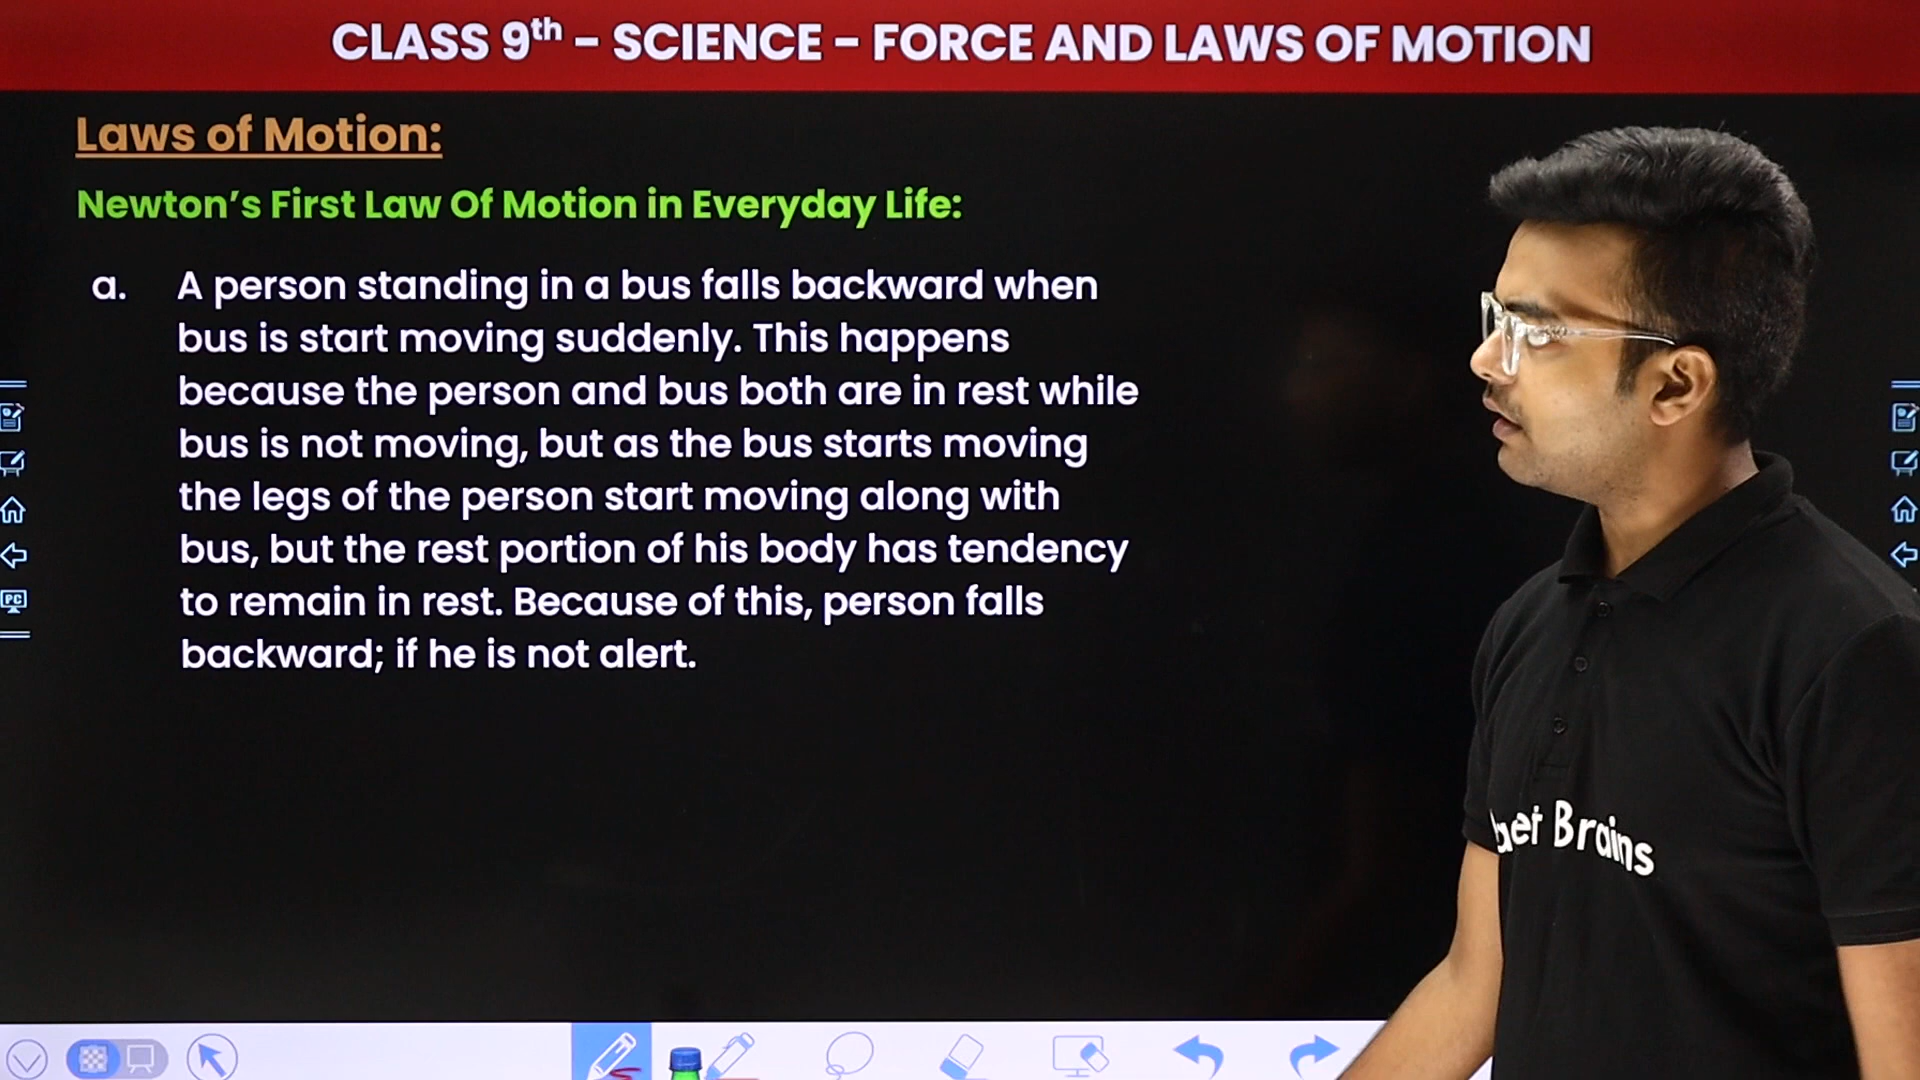 CLASS 9th - SCIENCE - FORCE AND LAWS OF MOTION
Laws of Motion:
Newton's First Law Of Motion in Everyday Life:
a. A person standing in a bus falls backward when
bus is start moving suddenly. This happens
because the person and bus both are in rest while
bus is not moving, but as the bus starts moving
the legs of the person start moving along with
bus, but the rest portion of his body has tendency
to remain in rest. Because of this, person falls
backward; if he is not alert.
PC
Brains